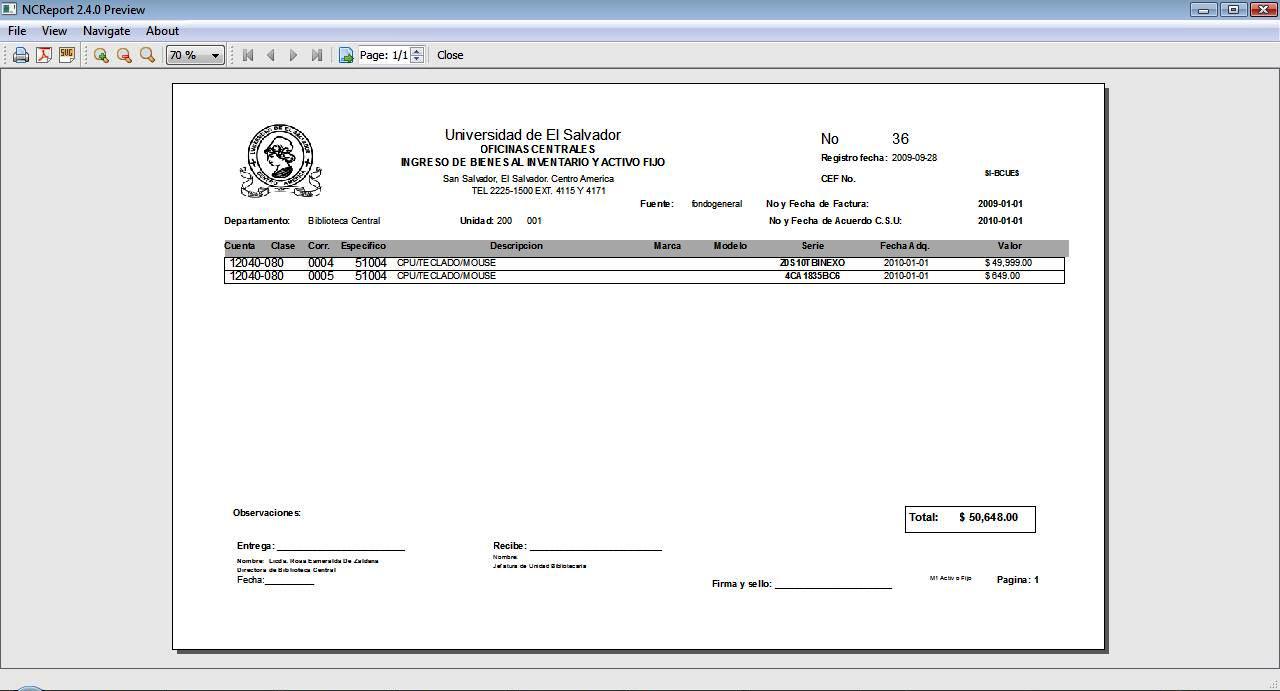 NCReport 2.4.0 Preview
File View Navigate About
SVG 70 % Page: 1/1 Close
Universidad de El Salvador
OFICINAS CENTRALES
INGRESO DE BIENES AL INVENTARIO Y ACTIVO FIJO
San Salvador, El Salvador. Centro America
TEL 2225-1500 EXT. 4115 Y 4171
No 36
Registro fecha: 2009-09-28
CEF No. SI-BCUES
Fuente: fondogeneral No y Fecha de Factura: 2009-01-01
Departamento: Biblioteca Central Unidad: 200 001 No y Fecha de Acuerdo C.S.U: 2010-01-01
Cuenta Clase Corr. Especifico Descripcion Marca Modelo Serie Fecha Adq. Valor
12040-080 0004 51004 CPU/TECLADO/MOUSE Z0S10TBINEXO 2010-01-01 $ 49,999.00
12040-080 0005 51004 CPU/TECLADO/MOUSE 4CA1835BC6 2010-01-01 $ 649.00
Observaciones:
Total: $ 50,648.00
Entrega: Recibe:
Nombre: Licda. Rosa Esmeralda De Zaldana Nombre:
Directora de Biblioteca Central Jefatura de Unidad Bibliotecaria
Fecha:
Firma y sello: M1 Activo Fijo Pagina: 1